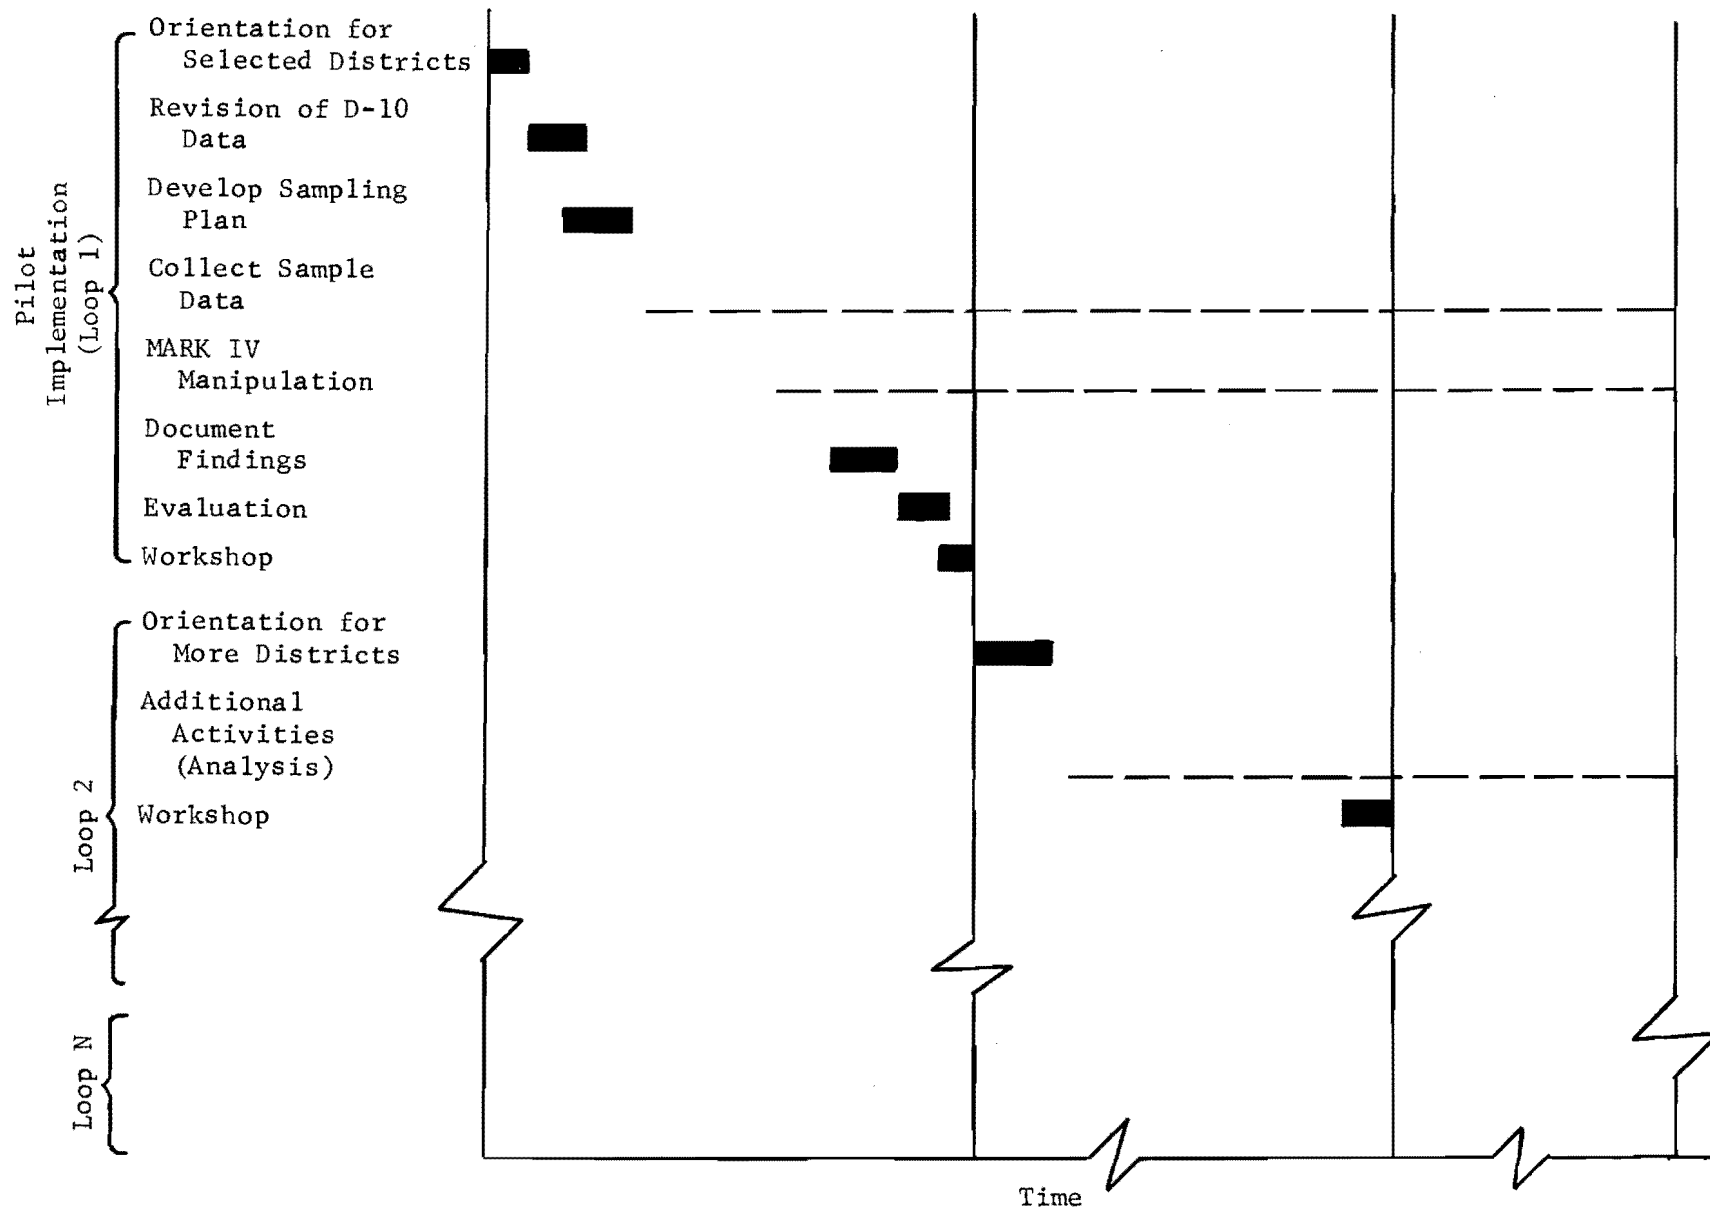 Pilot
Implementation
(Loop 1)
Orientation for
Selected Districts
Revision of D-10
Data
Develop Sampling
Plan
Collect Sample
Data
MARK IV
Manipulation
Document
Findings
Evaluation
Workshop
Loop 2
Orientation for
More Districts
Additional
Activities
(Analysis)
Workshop
Loop N
Time